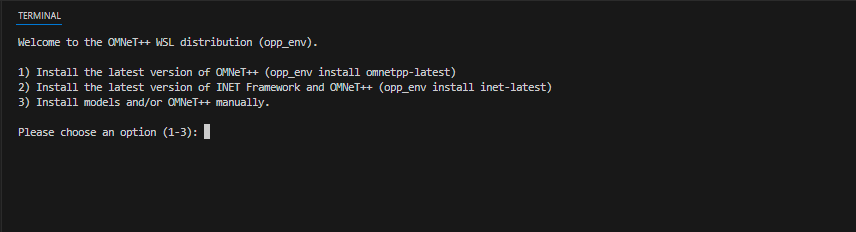 TERMINAL
Welcome to the OMNeT++ WSL distribution (opp_env).
1) Install the latest version of OMNeT++ (opp_env install omnetpp-latest)
2) Install the latest version of INET Framework and OMNeT++ (opp_env install inet-latest)
3) Install models and/or OMNeT++ manually.
Please choose an option (1-3):